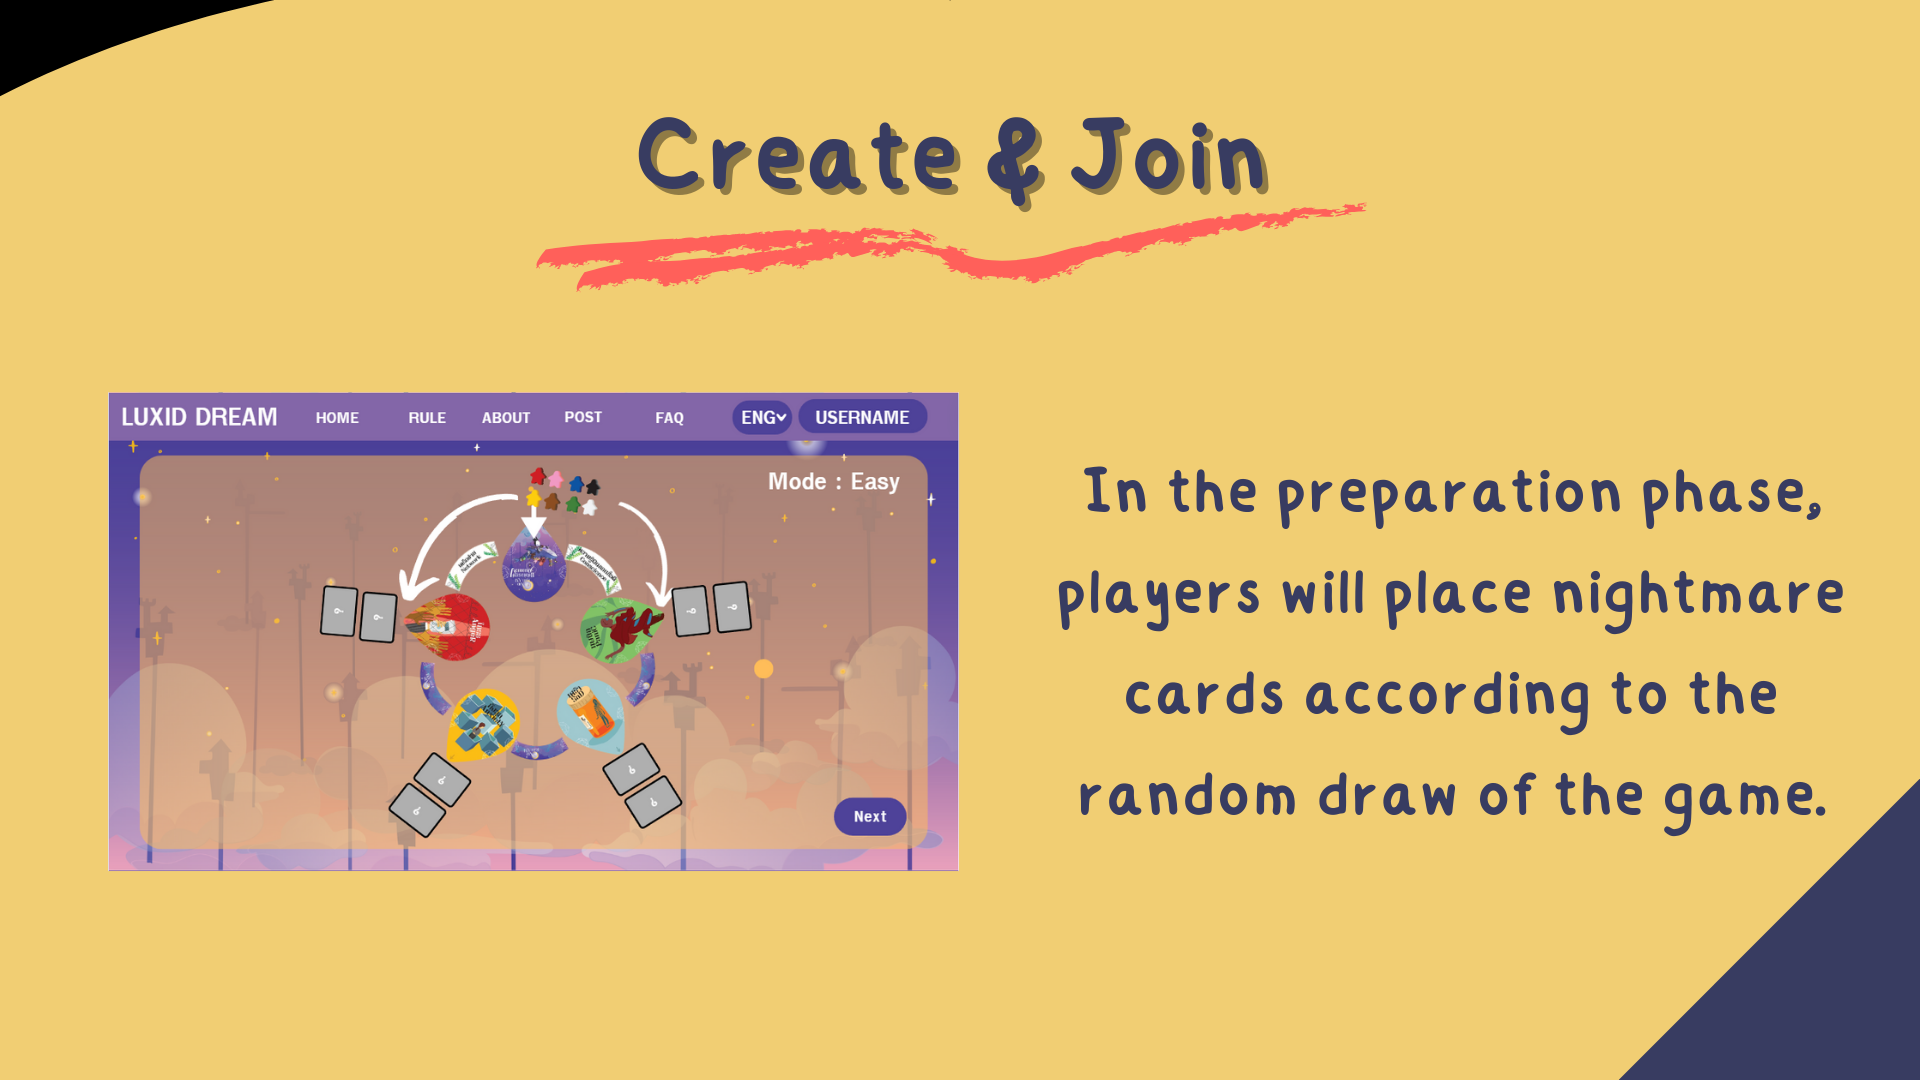 Create & Join
LUXID DREAM HOME RULE ABOUT POST FAQ ENG USERNAME
Mode : Easy
Next
In the preparation phase,
players will place nightmare
cards according to the
random draw of the game.